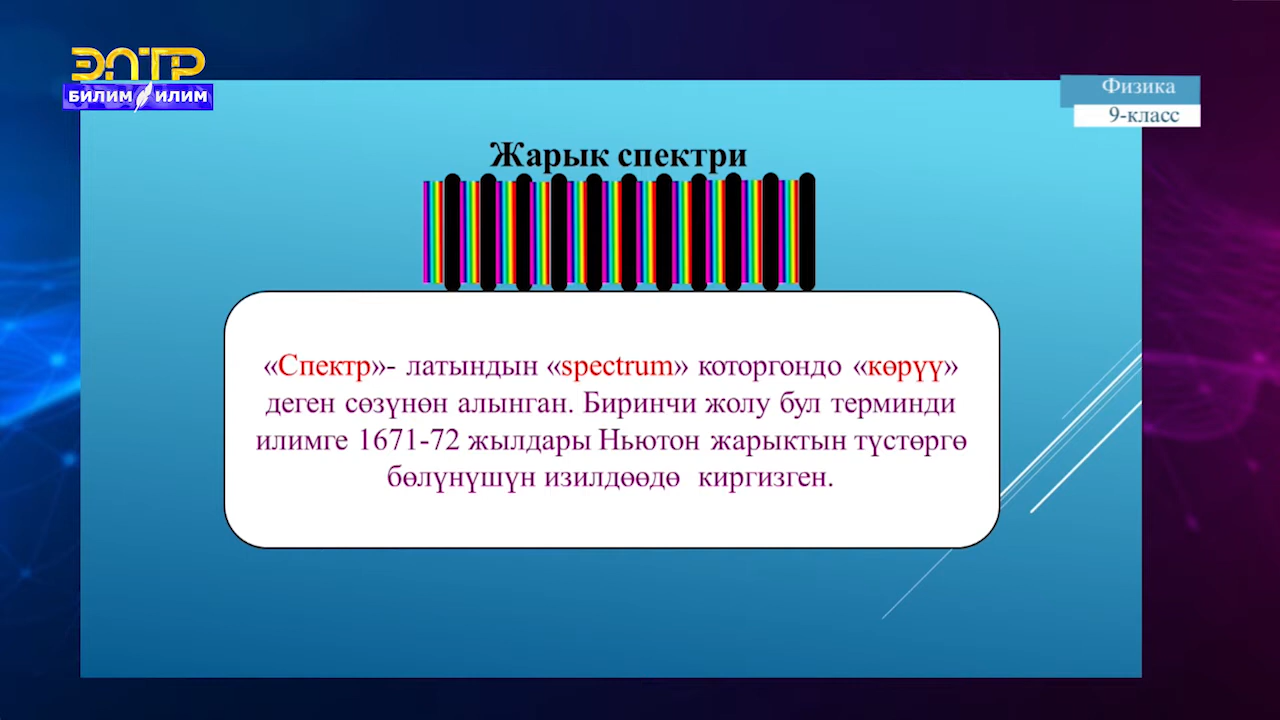 ЭЛТР
БИЛИМ ИЛИМ
Физика
9-класс
Жарык спектри
«Спектр»- латындын «spectrum» которгондо «көрүү»
деген сөзүнөн алынган. Биринчи жолу бул терминди
илимге 1671-72 жылдары Ньютон жарыктын түстөргө
бөлүнүшүн изилдөөдө киргизген.